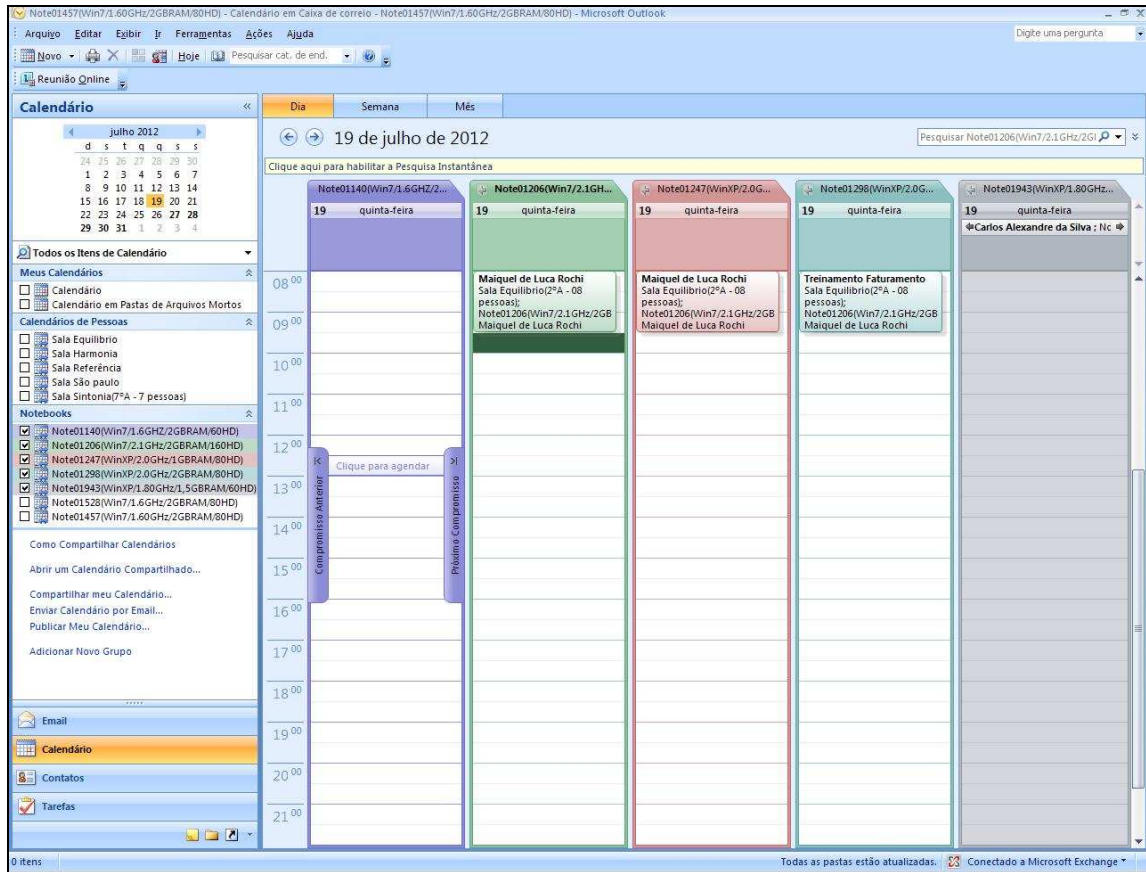 Note01457(Win7/1.60GHz/2GBRAM/80HD) - Calendário em Caixa de correio - Note01457(Win7/1.60GHz/2GBRAM/80HD) - Microsoft Outlook
Arquivo Editar Exibir Ir Ferramentas Ações Ajuda Digite uma pergunta
Novo Hoje Pesquisar cat. de end.
Reunião Online
Calendário
julho 2012
d s t q q s s
24 25 26 27 28 29 30
1 2 3 4 5 6 7
8 9 10 11 12 13 14
15 16 17 18 19 20 21
22 23 24 25 26 27 28
29 30 31 1 2 3 4
Todos os Itens de Calendário
Meus Calendários
Calendário
Calendário em Pastas de Arquivos Mortos
Calendários de Pessoas
Sala Equilibrio
Sala Harmonia
Sala Referência
Sala São paulo
Sala Sintonia(7ºA - 7 pessoas)
Notebooks
Note01140(Win7/1.6GHZ/2GBRAM/60HD)
Note01206(Win7/2.1GHz/2GBRAM/160HD)
Note01247(WinXP/2.0GHz/1GBRAM/80HD)
Note01298(WinXP/2.0GHz/2GBRAM/80HD)
Note01943(WinXP/1.80GHz/1,5GBRAM/60HD)
Note01528(Win7/1.6GHz/2GBRAM/80HD)
Note01457(Win7/1.60GHz/2GBRAM/80HD)
Como Compartilhar Calendários
Abrir um Calendário Compartilhado...
Compartilhar meu Calendário...
Enviar Calendário por Email...
Publicar Meu Calendário...
Adicionar Novo Grupo
Email
Calendário
Contatos
Tarefas
Dia Semana Mês
19 de julho de 2012
Pesquisar Note01206(Win7/2.1GHz/2GI
Clique aqui para habilitar a Pesquisa Instantânea
Note01140(Win7/1.6GHZ/2... Note01206(Win7/2.1GH... Note01247(WinXP/2.0G... Note01298(WinXP/2.0G... Note01943(WinXP/1.80GHz...
19 quinta-feira 19 quinta-feira 19 quinta-feira 19 quinta-feira 19 quinta-feira
Carlos Alexandre da Silva ; Nc
08 00
09 00
10 00
11 00
12 00
13 00
14 00
15 00
16 00
17 00
18 00
19 00
20 00
21 00
Compromisso Anterior
Clique para agendar
Próximo Compromisso
Maiquel de Luca Rochi
Sala Equilibrio(2ºA - 08
pessoas);
Note01206(Win7/2.1GHz/2GB
Maiquel de Luca Rochi
Maiquel de Luca Rochi
Sala Equilibrio(2ºA - 08
pessoas);
Note01206(Win7/2.1GHz/2GB
Maiquel de Luca Rochi
Treinamento Faturamento
Sala Equilibrio(2ºA - 08
pessoas);
Note01206(Win7/2.1GHz/2GB
Maiquel de Luca Rochi
0 itens
Todas as pastas estão atualizadas. Conectado a Microsoft Exchange